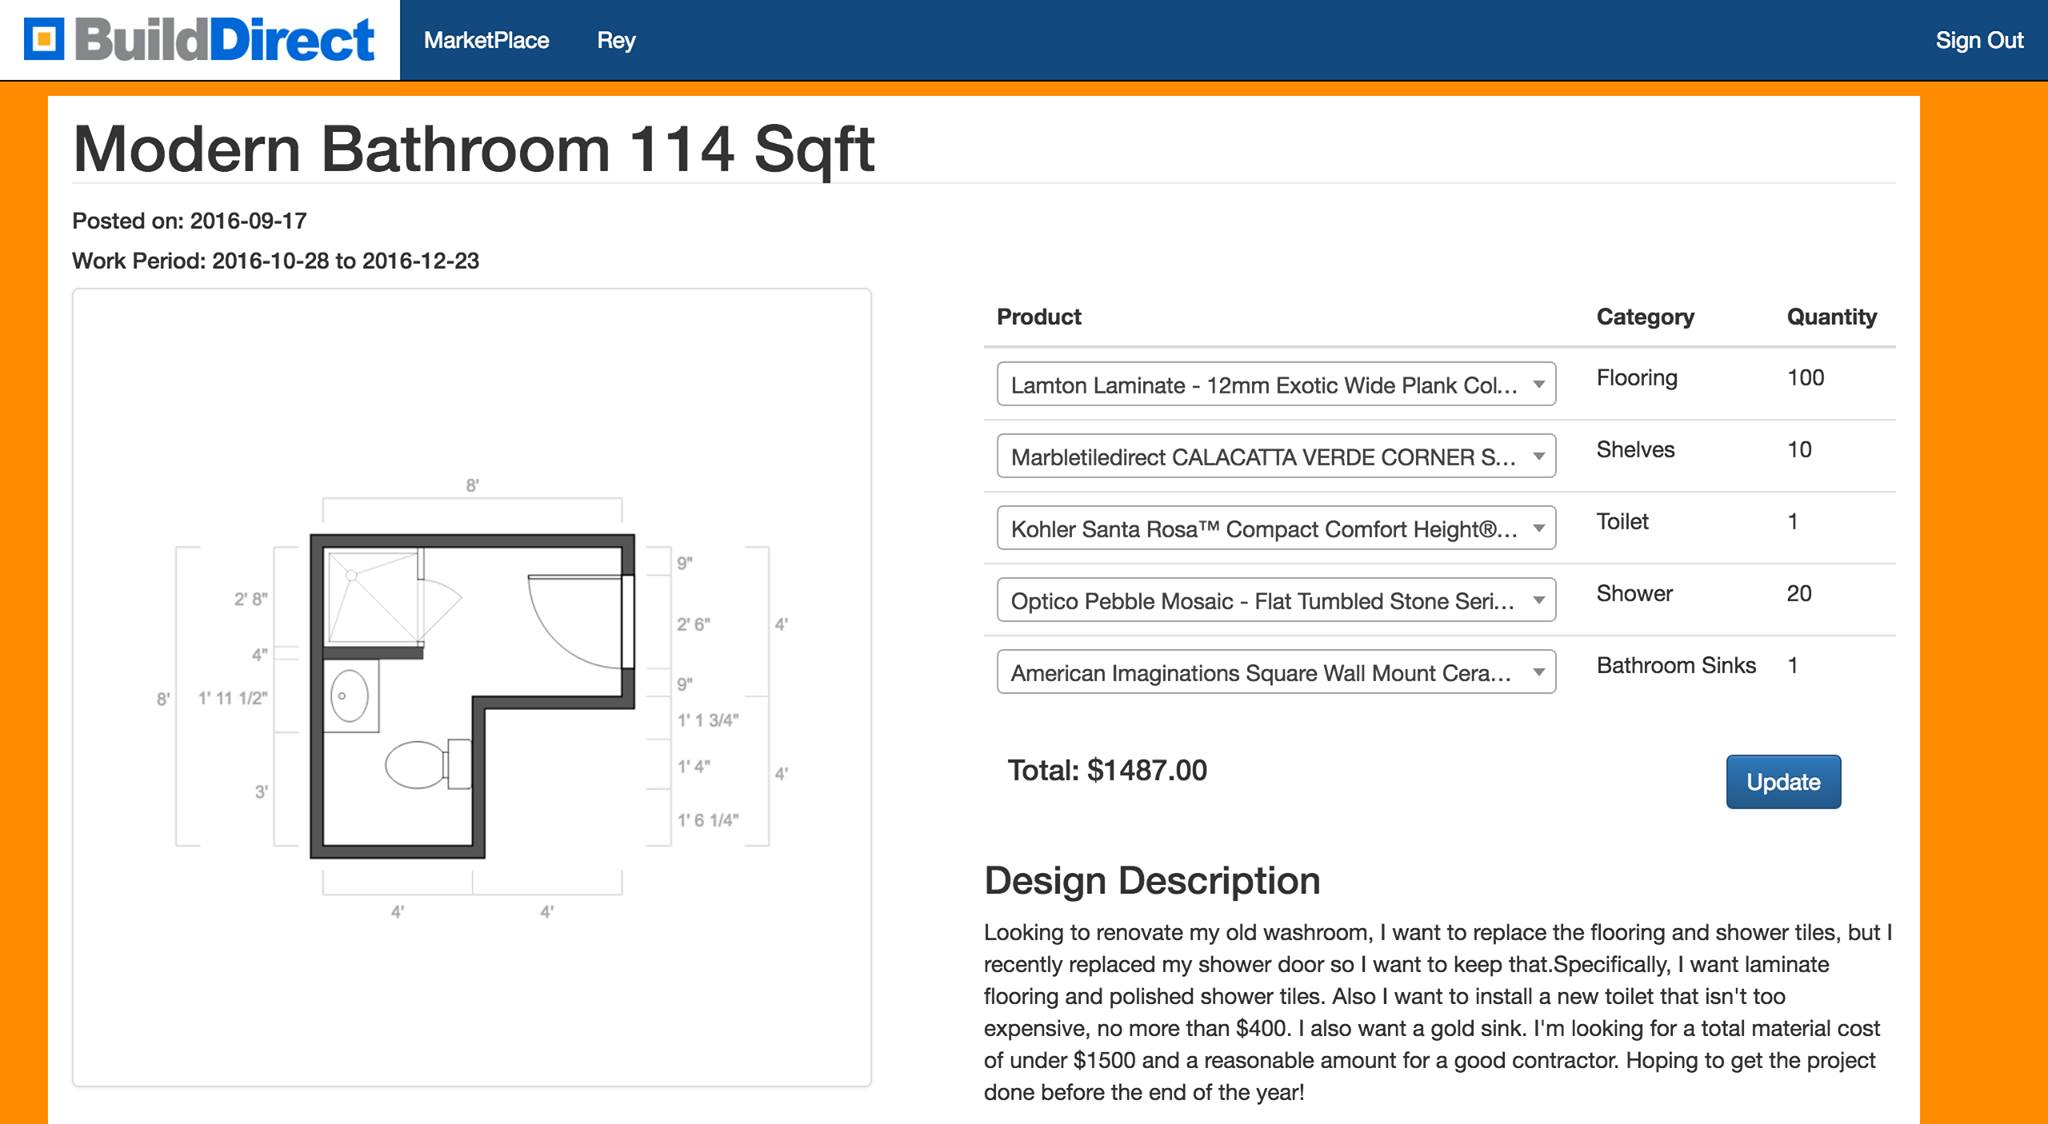 BuildDirect MarketPlace Rey Sign Out
Modern Bathroom 114 Sqft
Posted on: 2016-09-17
Work Period: 2016-10-28 to 2016-12-23
8'
9"
2' 8"
2' 6"
4'
4"
9"
8'
1' 11 1/2"
1' 1 3/4"
1' 4"
4'
3'
1' 6 1/4"
4'
4'
Product Category Quantity
Lamton Laminate - 12mm Exotic Wide Plank Col... Flooring 100
Marbletiledirect CALACATTA VERDE CORNER S... Shelves 10
Kohler Santa Rosa™ Compact Comfort Height®... Toilet 1
Optico Pebble Mosaic - Flat Tumbled Stone Seri... Shower 20
American Imaginations Square Wall Mount Cera... Bathroom Sinks 1
Total: $1487.00
Update
Design Description
Looking to renovate my old washroom, I want to replace the flooring and shower tiles, but I
recently replaced my shower door so I want to keep that.Specifically, I want laminate
flooring and polished shower tiles. Also I want to install a new toilet that isn't too
expensive, no more than $400. I also want a gold sink. I'm looking for a total material cost
of under $1500 and a reasonable amount for a good contractor. Hoping to get the project
done before the end of the year!